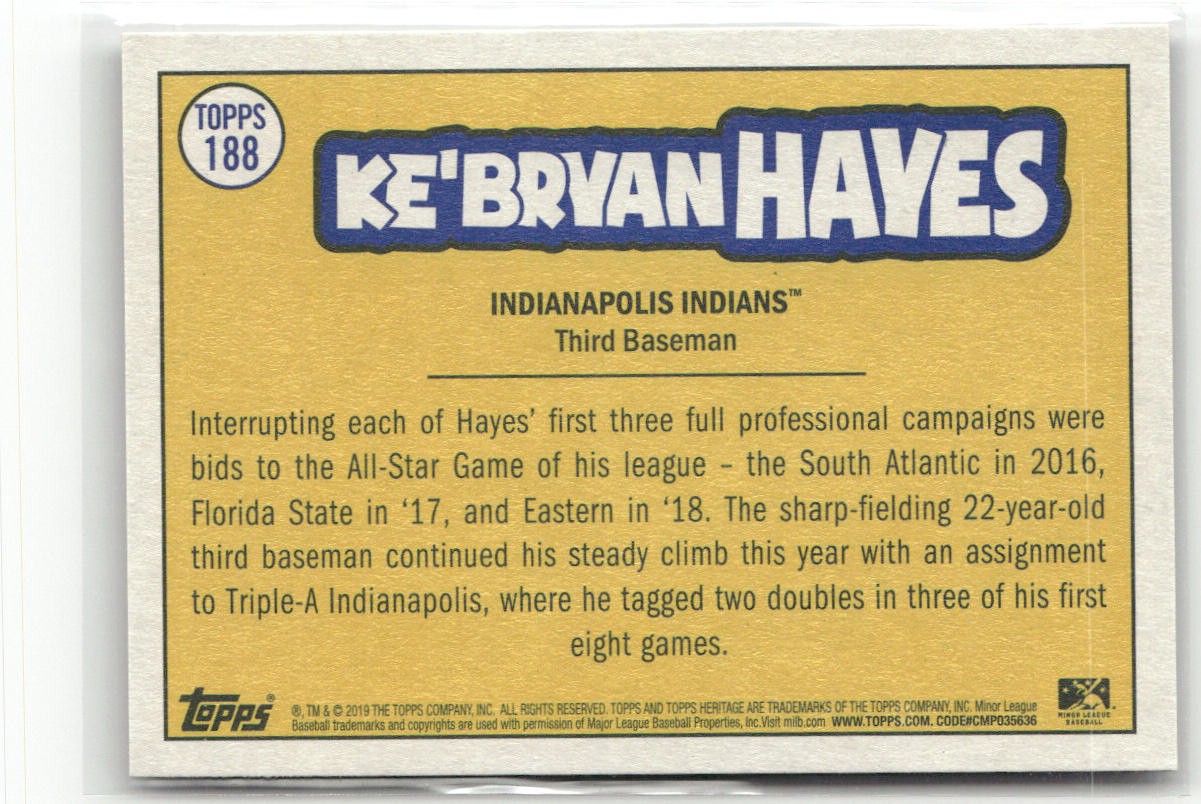 TOPPS
188
KE'BRYAN HAYES
INDIANAPOLIS INDIANS™
Third Baseman
Interrupting each of Hayes’ first three full professional campaigns were
bids to the All-Star Game of his league – the South Atlantic in 2016,
Florida State in ‘17, and Eastern in ‘18. The sharp-fielding 22-year-old
third baseman continued his steady climb this year with an assignment
to Triple-A Indianapolis, where he tagged two doubles in three of his first
eight games.
Topps®
®, TM & © 2019 THE TOPPS COMPANY, INC. ALL RIGHTS RESERVED. TOPPS AND TOPPS HERITAGE ARE TRADEMARKS OF THE TOPPS COMPANY, INC. Minor League
Baseball trademarks and copyrights are used with permission of Major League Baseball Properties, Inc. Visit milb.com WWW.TOPPS.COM. CODE#CMP035636
MINOR LEAGUE
BASEBALL